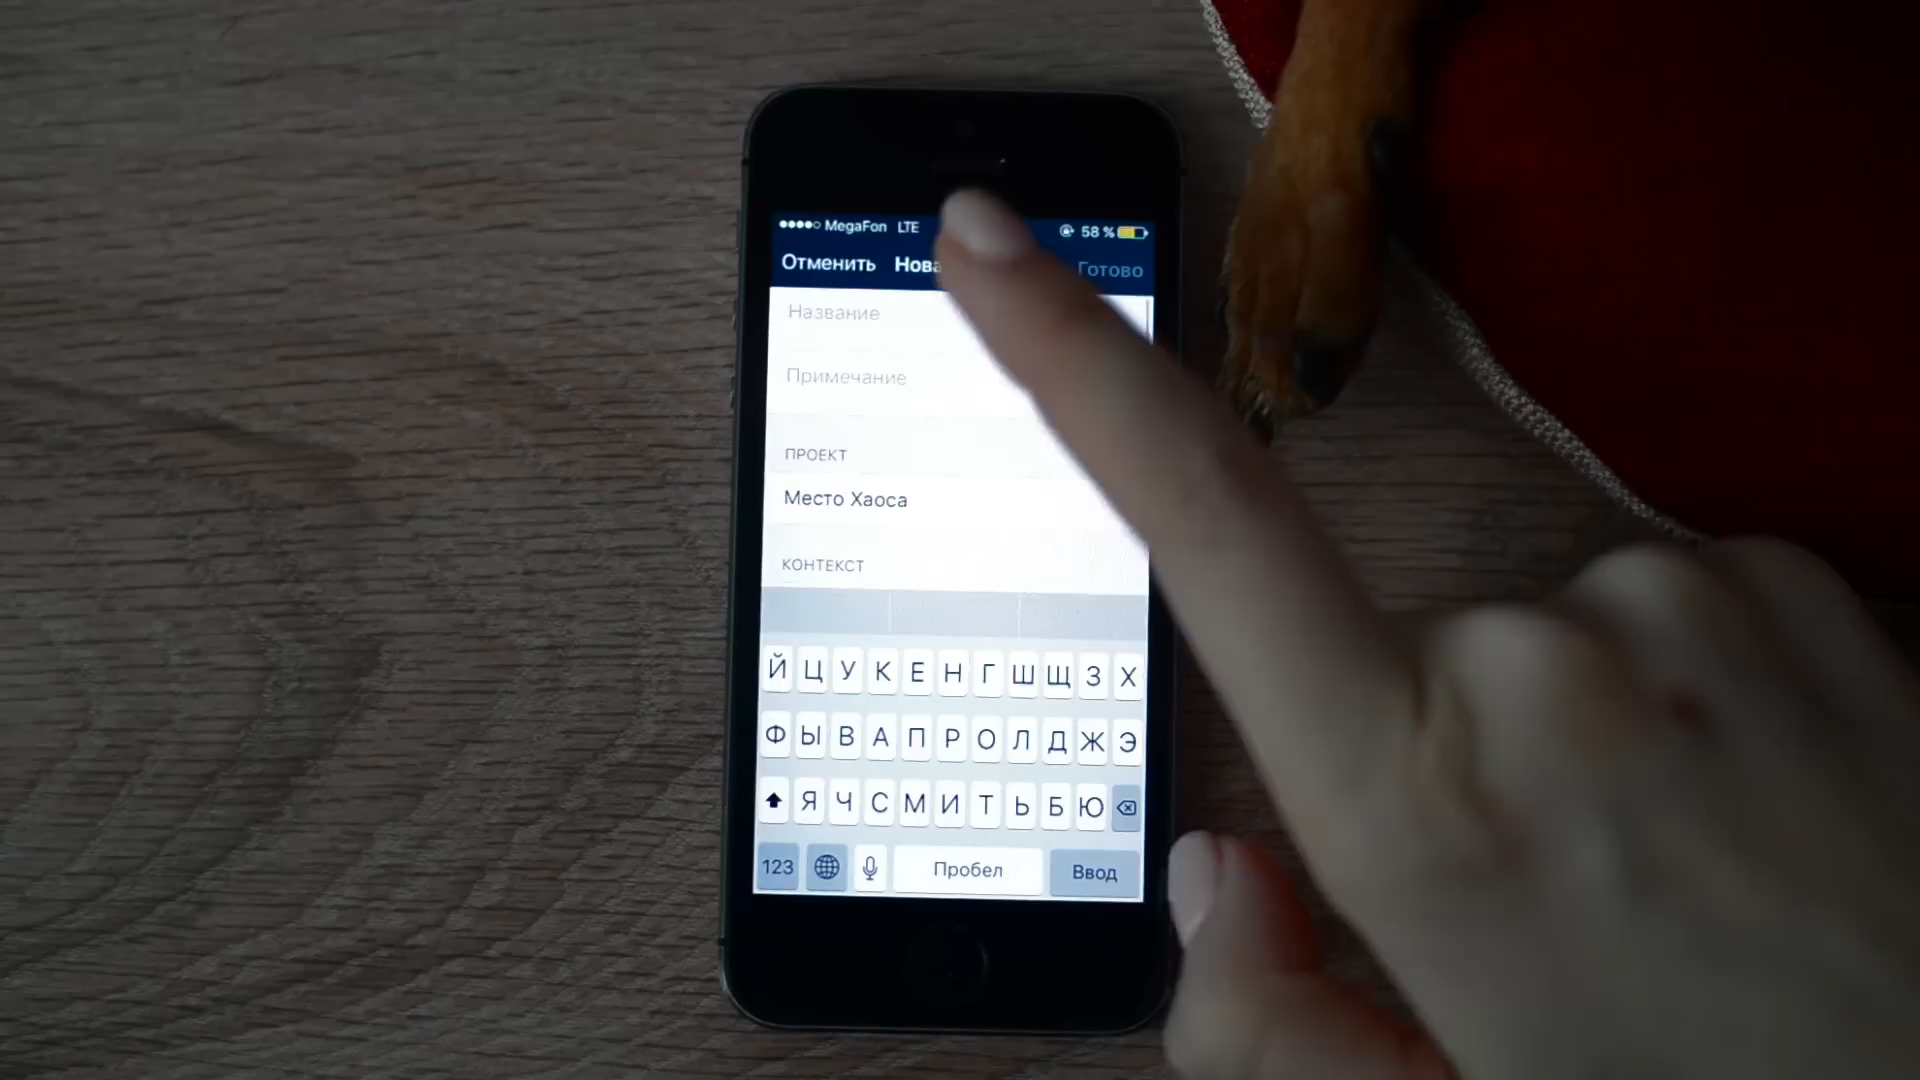 MegaFon LTE 58 %
Отменить Готово
Название
Примечание
ПРОЕКТ
Место Хаоса
КОНТЕКСТ
Й Ц У К Е Н Г Ш Щ З Х
Ф Ы В А П Р О Л Д Ж Э
Я Ч С М И Т Ь Б Ю
123 Пробел Ввод